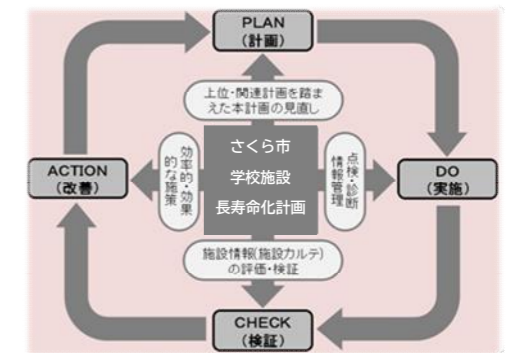 PLAN
(計画)
上位・関連計画を踏ま
えた本計画の見直し
ACTION
(改善)
効率的・効果
的な施策
さくら市
学校施設
長寿命化計画
点検・診断
情報管理
DO
(実施)
施設情報(施設カルテ)
の評価・検証
CHECK
(検証)